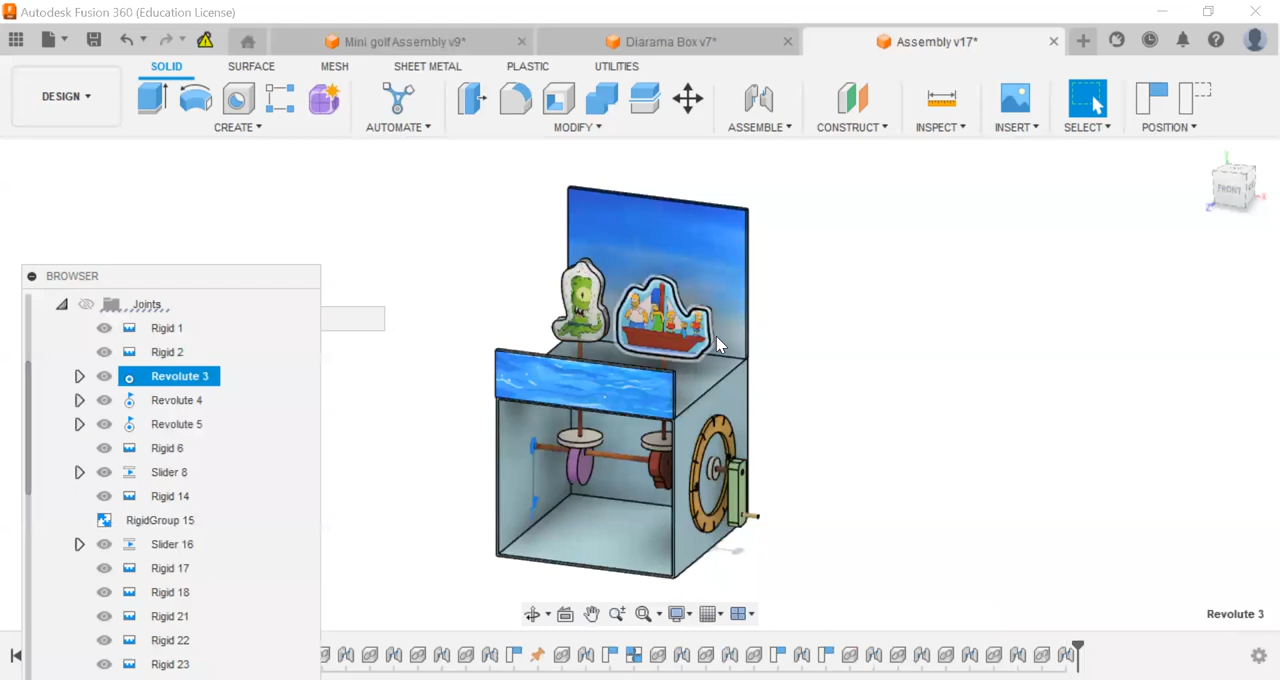 Autodesk Fusion 360 (Education License)
Mini golf Assembly v9*
Diarama Box v7*
Assembly v17*
DESIGN
SOLID
SURFACE
MESH
SHEET METAL
PLASTIC
UTILITIES
CREATE
AUTOMATE
MODIFY
ASSEMBLE
CONSTRUCT
INSPECT
INSERT
SELECT
POSITION
FRONT
BROWSER
Joints
Rigid 1
Rigid 2
Revolute 3
Revolute 4
Revolute 5
Rigid 6
Slider 8
Rigid 14
RigidGroup 15
Slider 16
Rigid 17
Rigid 18
Rigid 21
Rigid 22
Rigid 23
Revolute 3